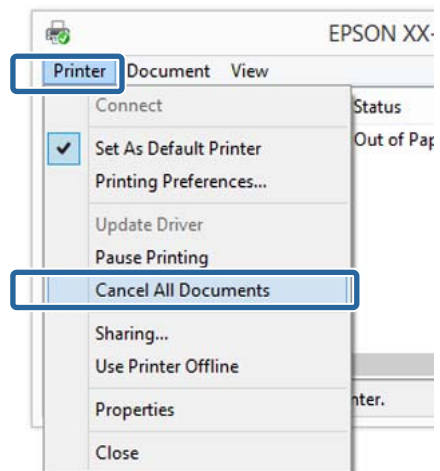 EPSON XX-
Printer Document View
Connect
Status
Set As Default Printer
Out of Pap
Printing Preferences...
Update Driver
Pause Printing
Cancel All Documents
Sharing...
Use Printer Offline
Properties
nter.
Close